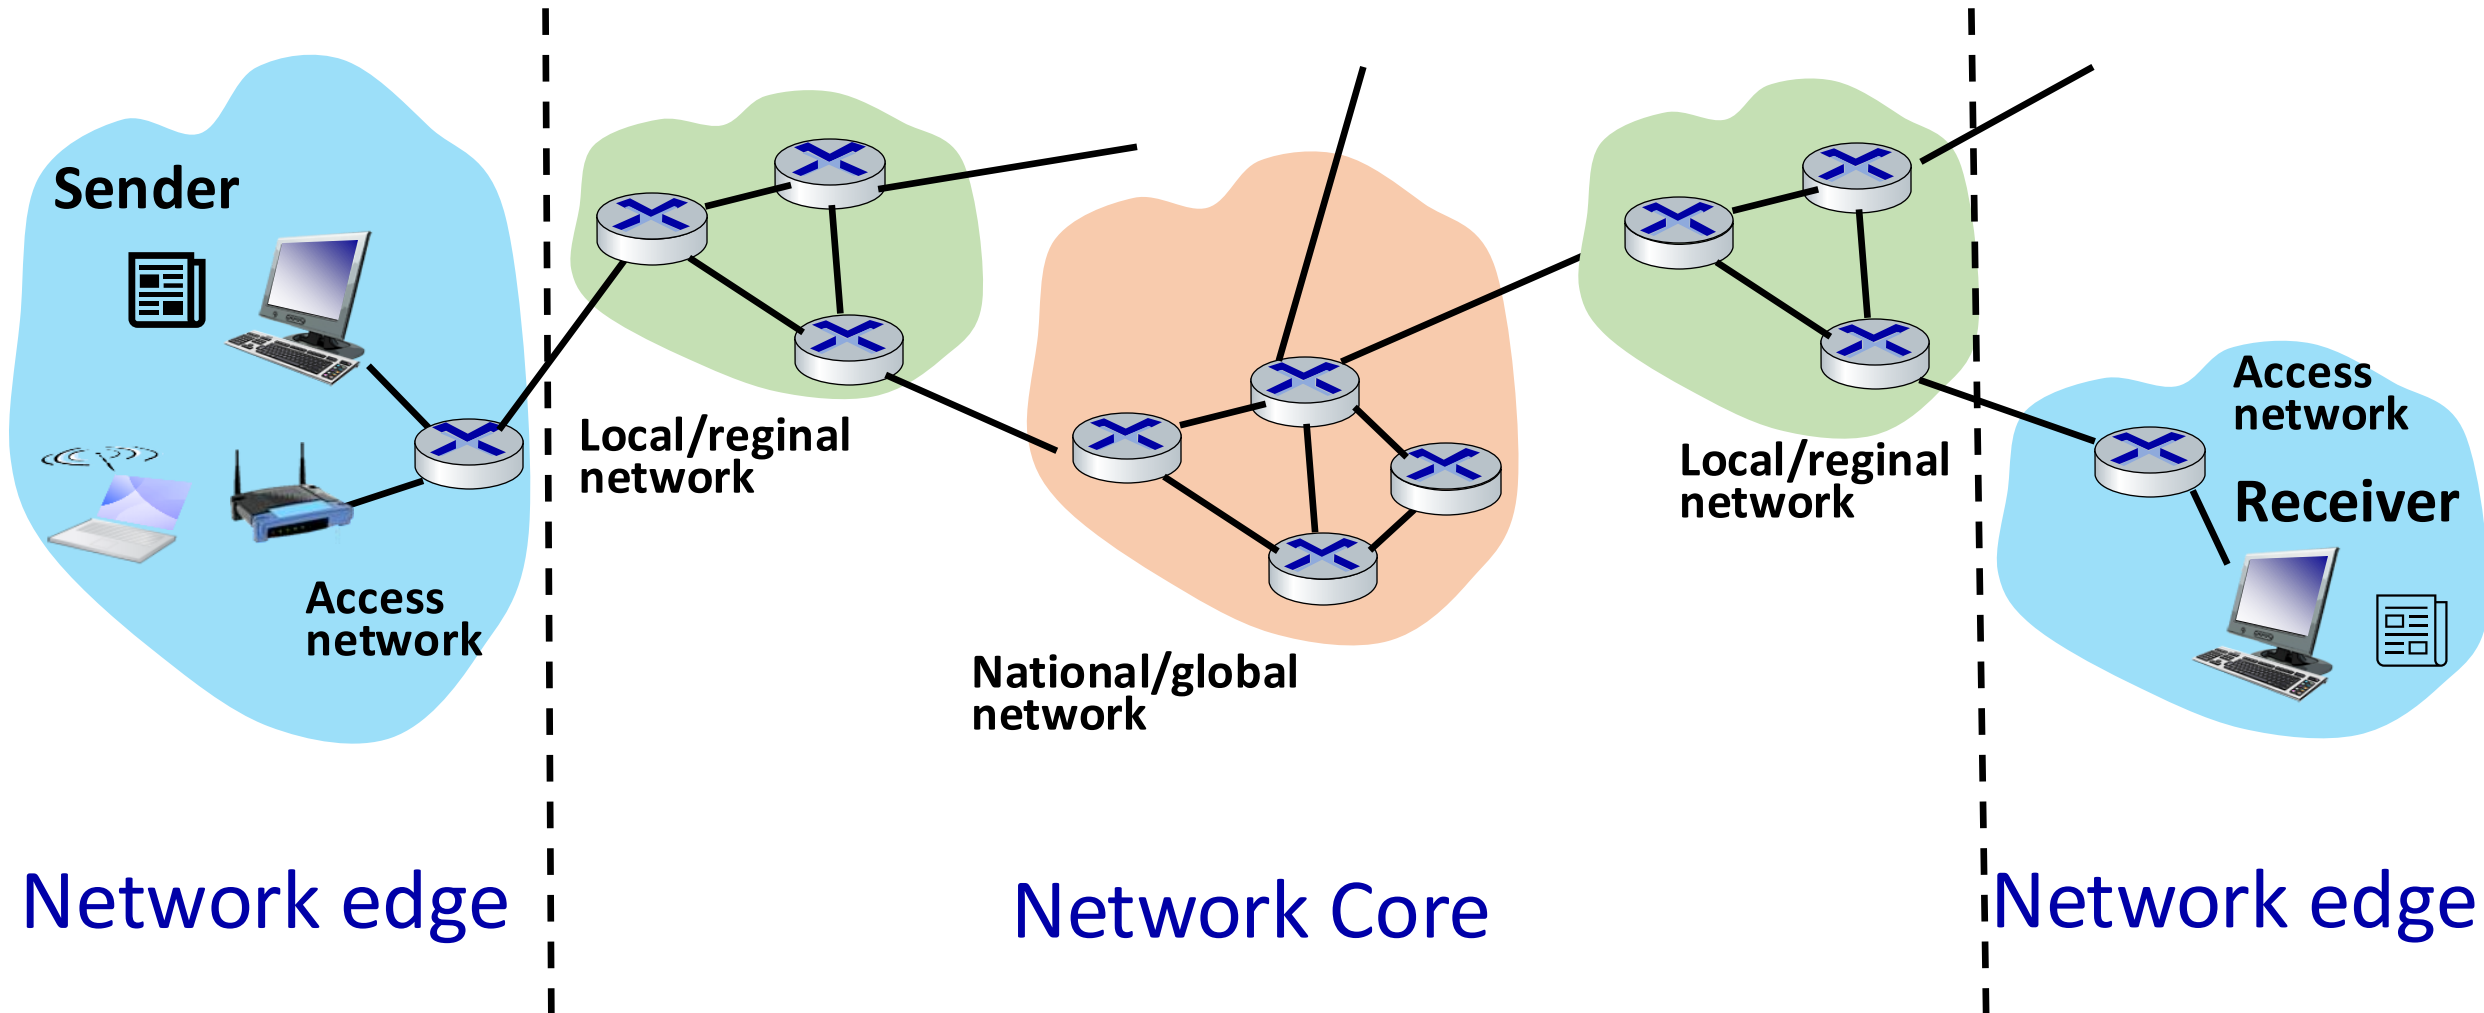 Sender
Access
network
Local/reginal
network
National/global
network
Local/reginal
network
Access
network
Receiver
Network edge
Network Core
Network edge